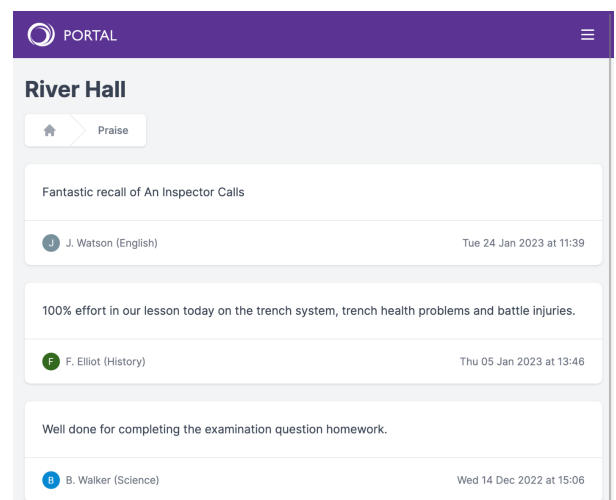 PORTAL
River Hall
Praise
Fantastic recall of An Inspector Calls
J J. Watson (English) Tue 24 Jan 2023 at 11:39
100% effort in our lesson today on the trench system, trench health problems and battle injuries.
F F. Elliot (History) Thu 05 Jan 2023 at 13:46
Well done for completing the examination question homework.
B B. Walker (Science) Wed 14 Dec 2022 at 15:06